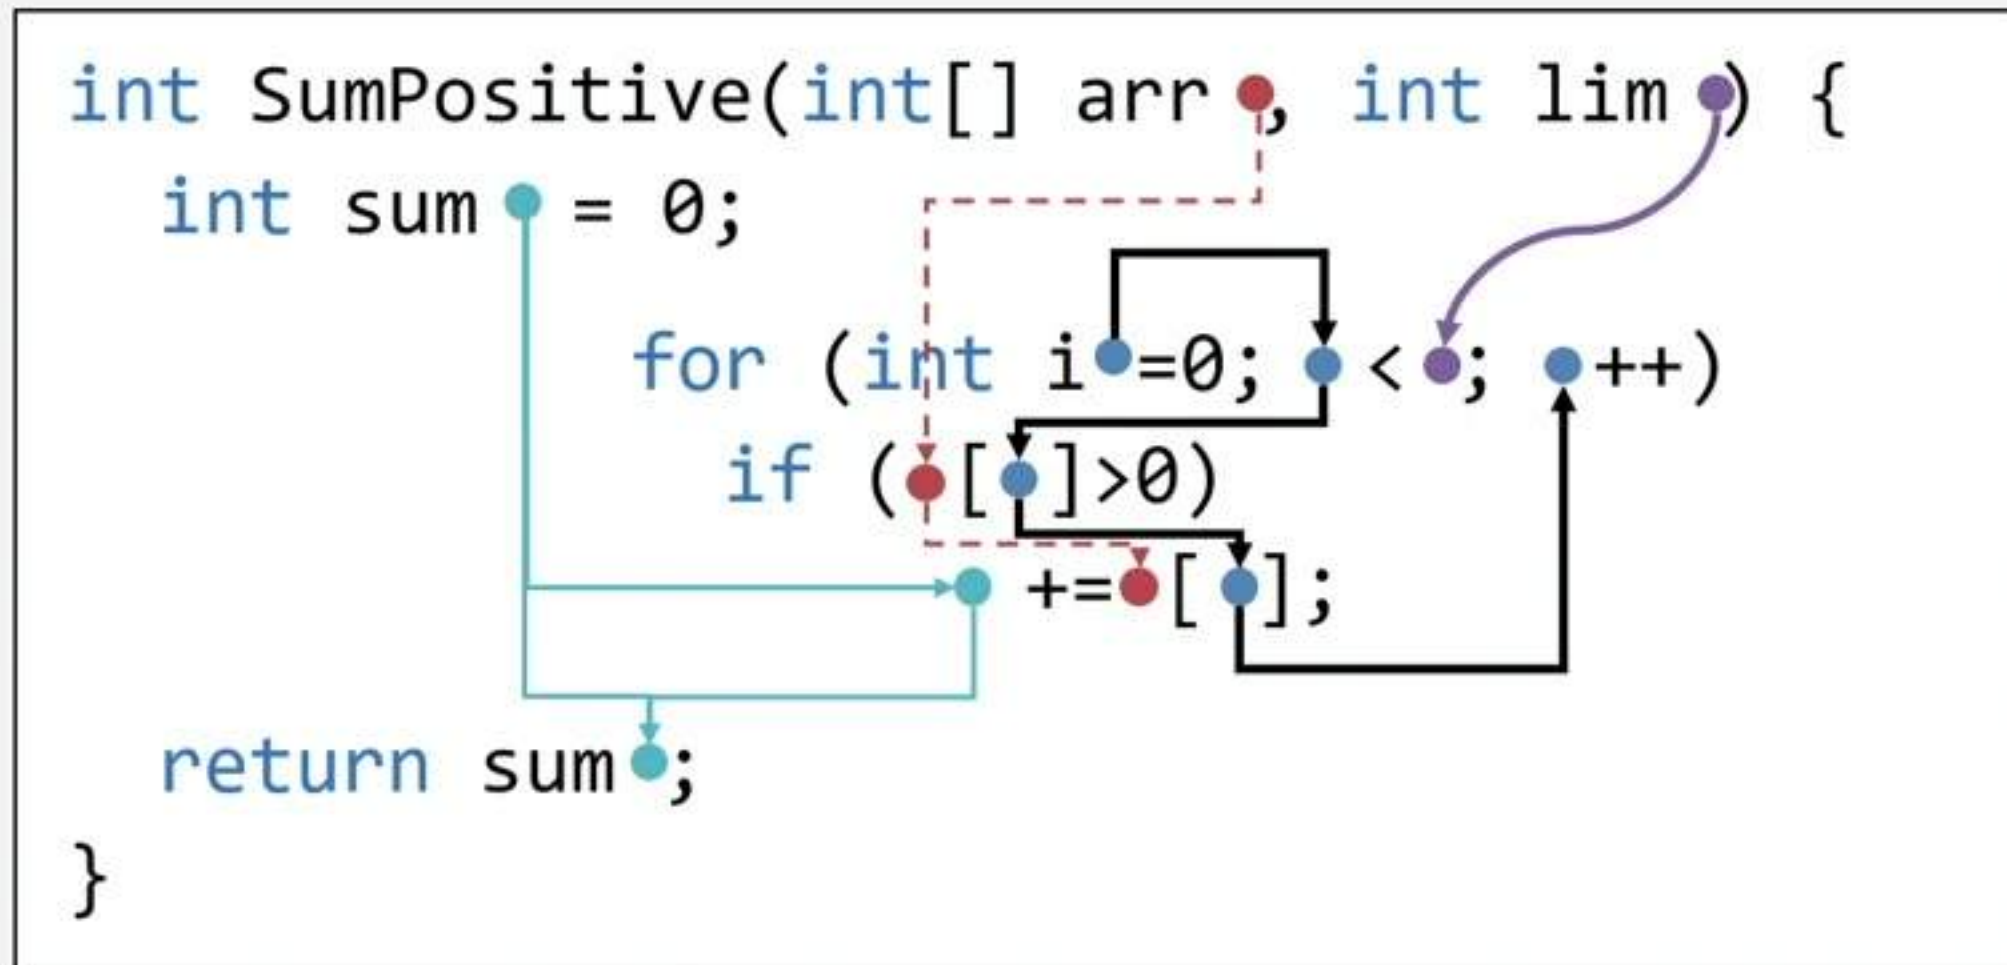 int SumPositive(int[] arr , int lim ) {
int sum = 0;
for (int i =0; < ; ++)
if ( [ ]>0)
+= [ ];
return sum ;
}